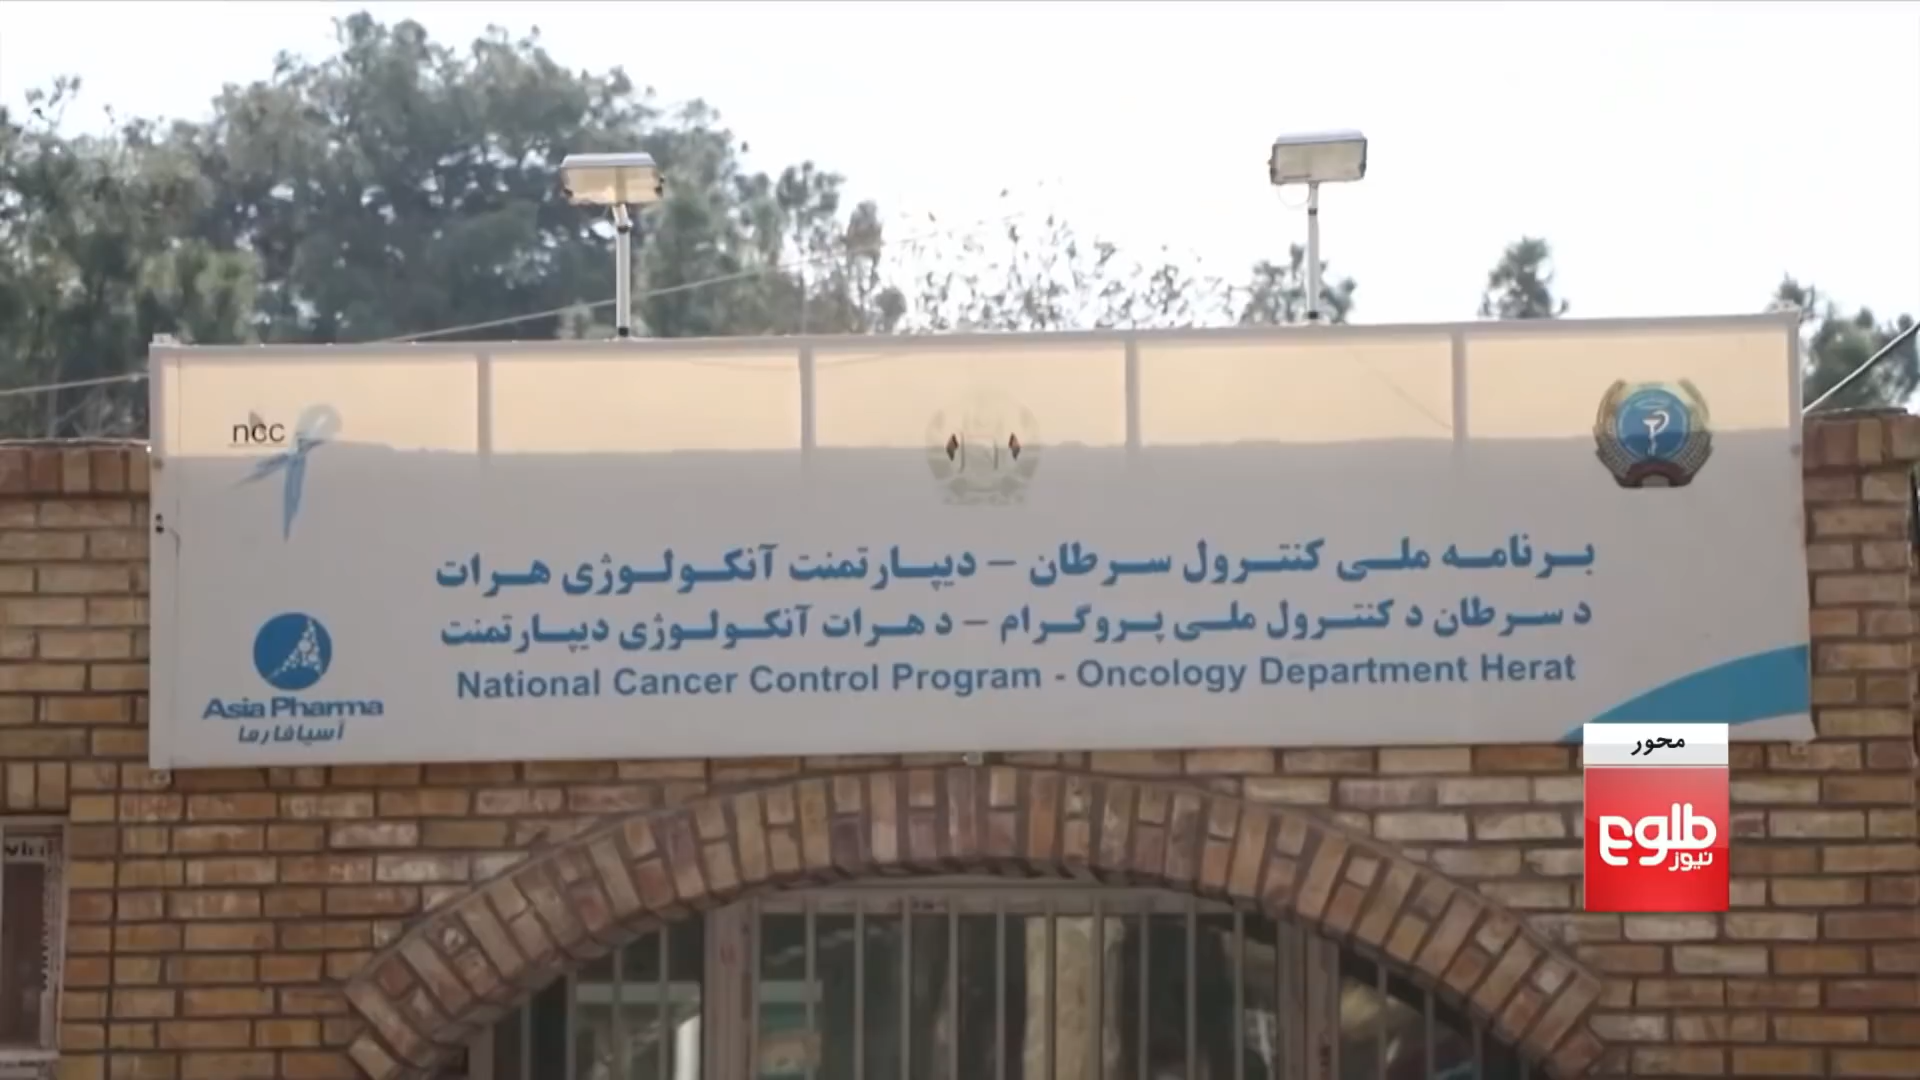 ncc
برنامه ملی کنترول سرطان – دیپارتمنت آنکولوژی هرات
د سرطان د کنترول ملی پروگرام – د هرات آنکولوژی دیپارتمنت
National Cancer Control Program - Oncology Department Herat
Asia Pharma
آسیافارما
محور
طلوع
نیوز